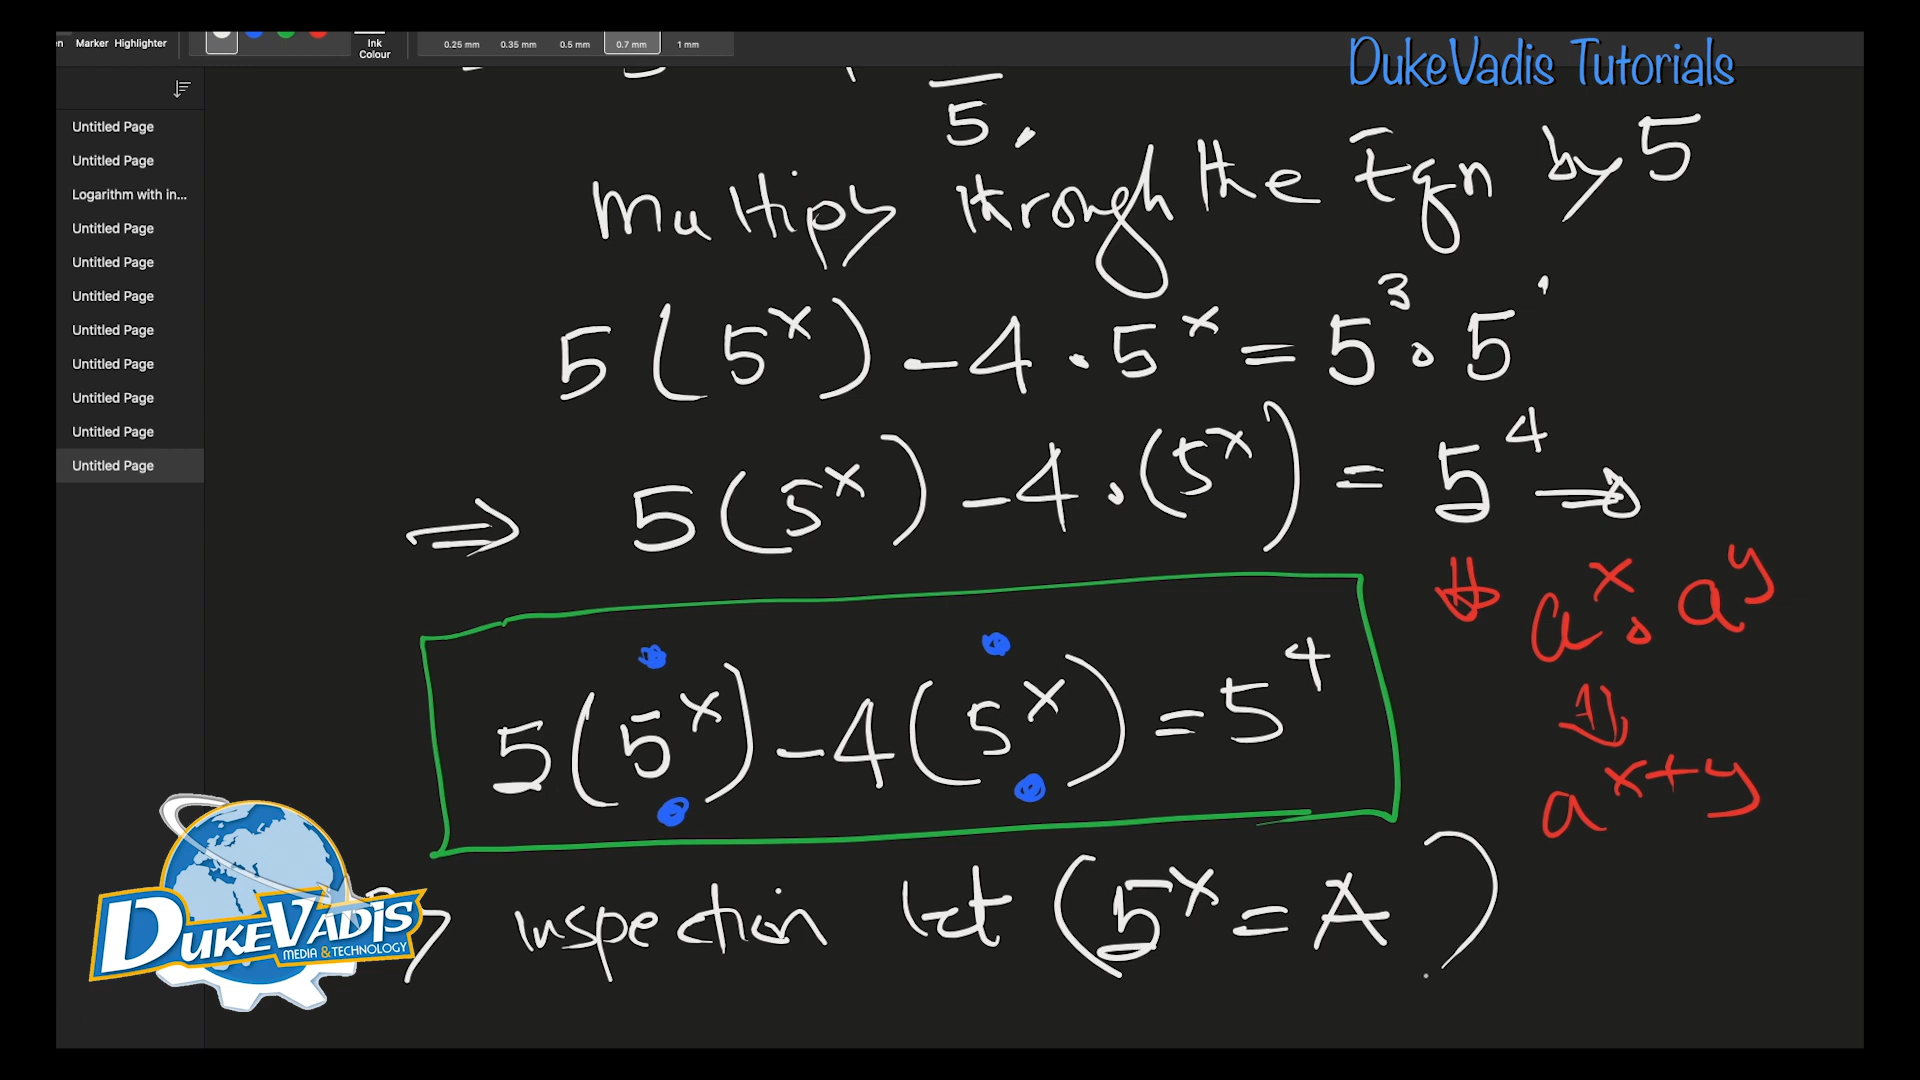 Marker Highlighter
Ink
Colour
0.25 mm 0.35 mm 0.5 mm 0.7 mm 1 mm
DukeVadis Tutorials
Untitled Page
Untitled Page
Logarithm with in...
Untitled Page
Untitled Page
Untitled Page
Untitled Page
Untitled Page
Untitled Page
Untitled Page
Untitled Page
5
Multiply through the Eqn by 5
5(5^x) - 4 · 5^x = 5^3 · 5^1
⇒ 5(5^x) - 4 · (5^x) = 5^4 ⇒
5(5^x) - 4(5^x) = 5^4
a^x · a^y
⇓
a^x+y
inspection let (5^x = A)
DUKEVADIS
MEDIA & TECHNOLOGY